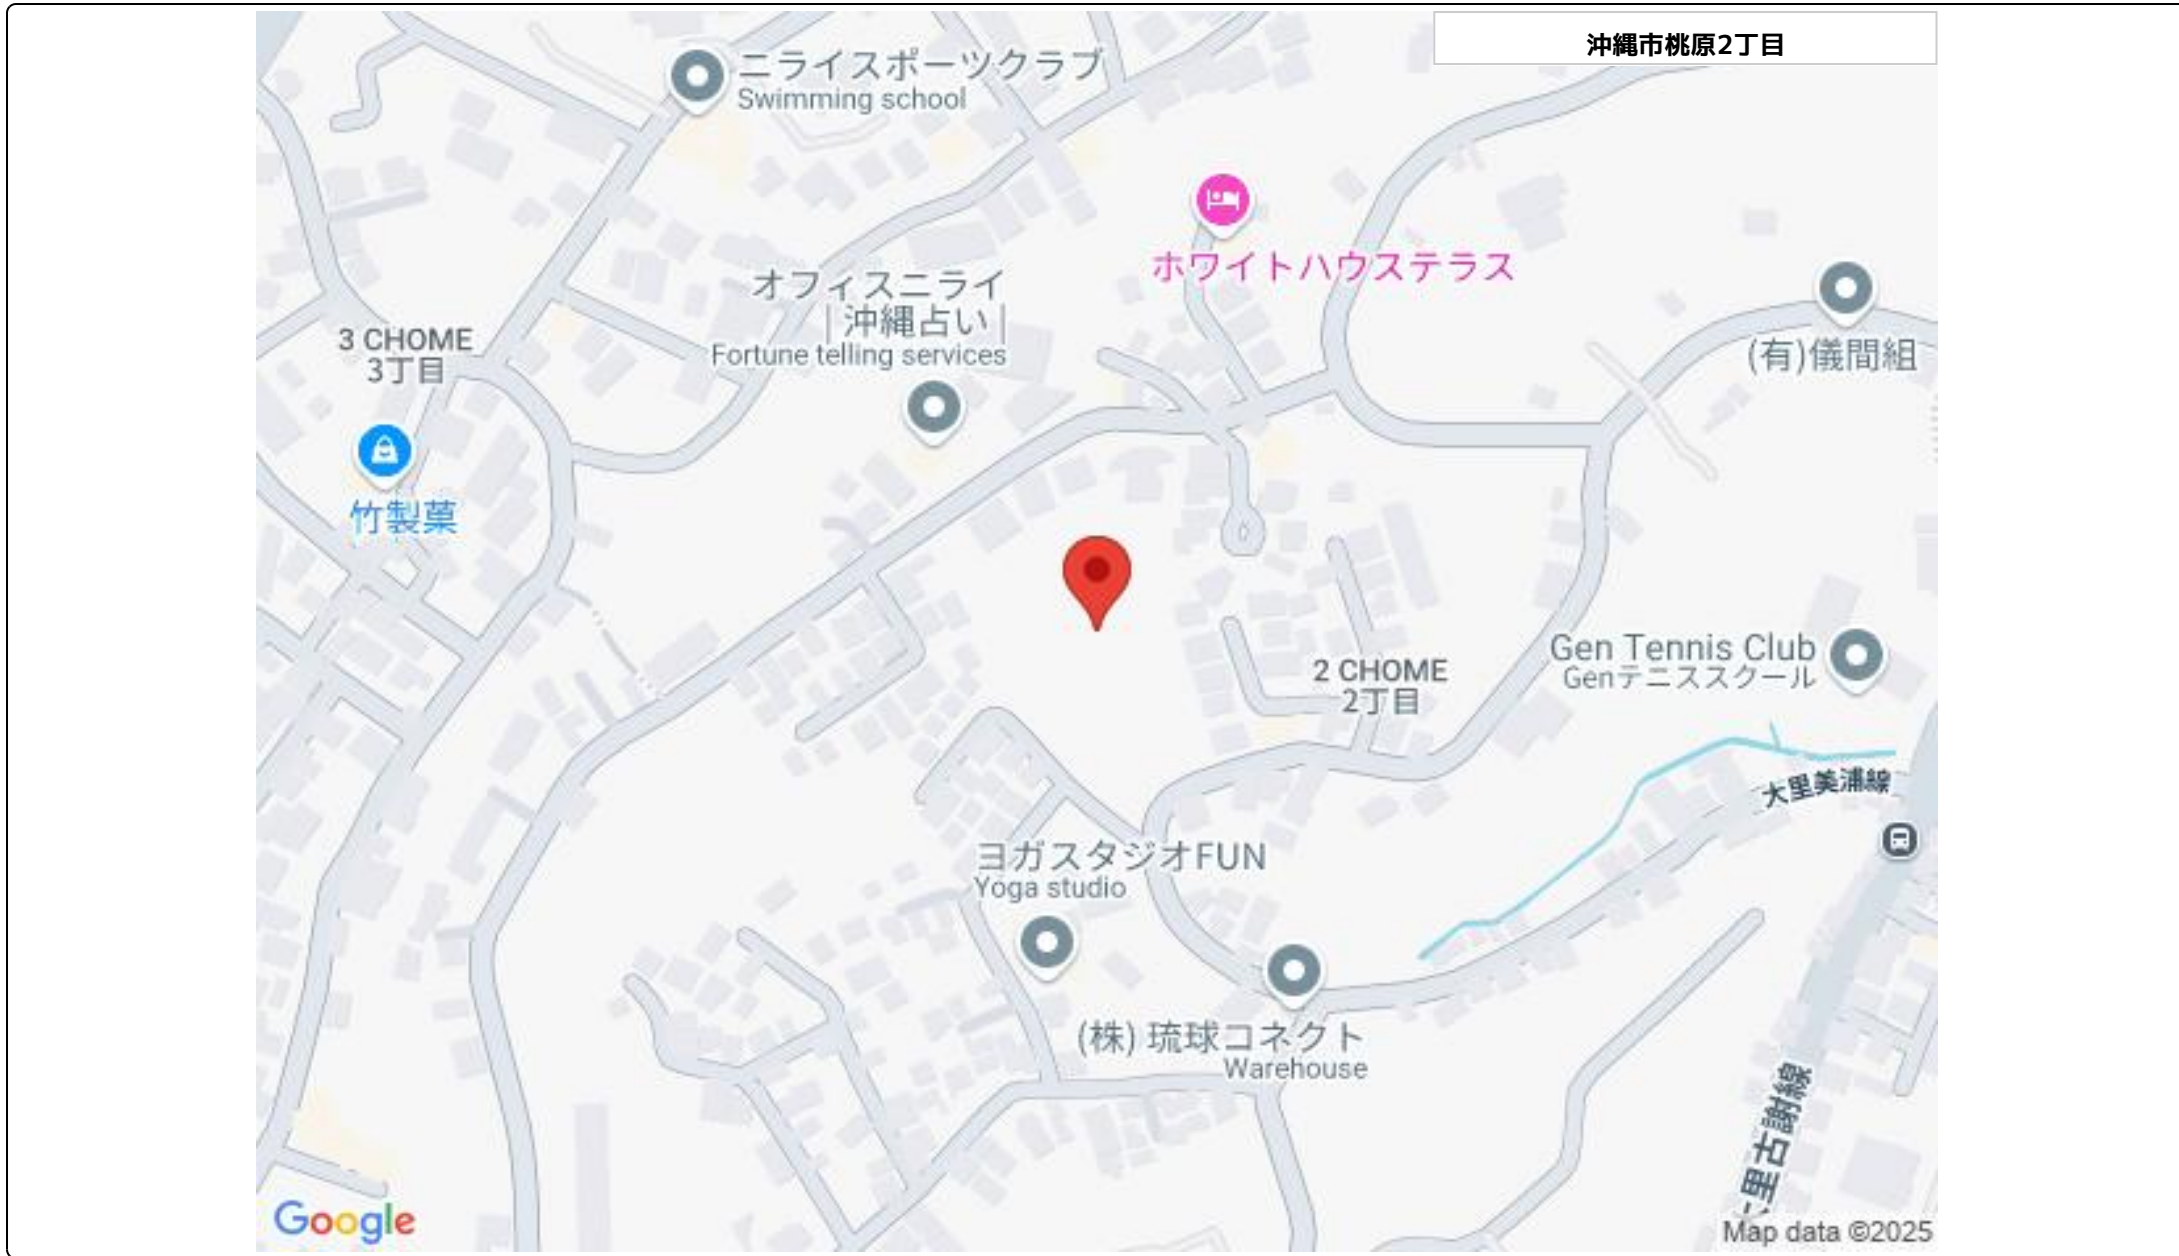 沖縄市桃原2丁目
ニライスポーツクラブ
Swimming school
ホワイトハウステラス
オフィスニライ
| 沖縄占い |
Fortune telling services
3 CHOME
3丁目
(有)儀間組
竹製菓
Gen Tennis Club
Genテニススクール
2 CHOME
2丁目
大里美浦線
ヨガスタジオFUN
Yoga studio
(株) 琉球コネクト
Warehouse
里古謝線
Google
Map data ©2025